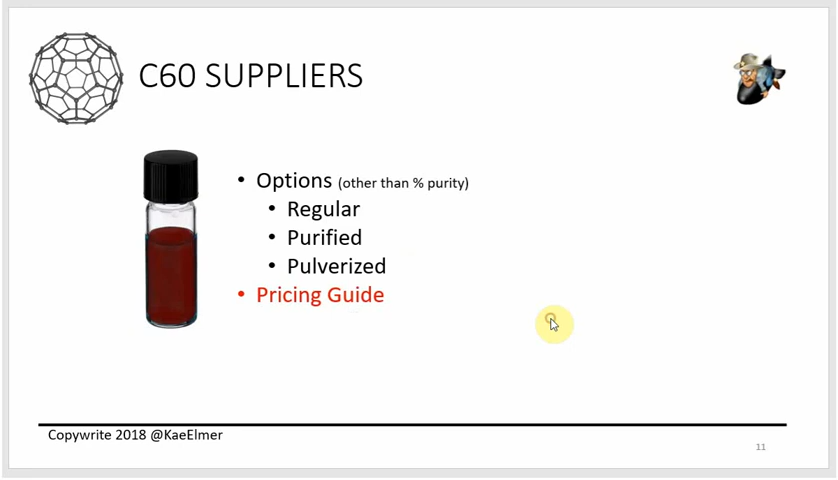 C60 SUPPLIERS
• Options (other than % purity)
• Regular
• Purified
• Pulverized
• Pricing Guide
Copywrite 2018 @KaeElmer
11